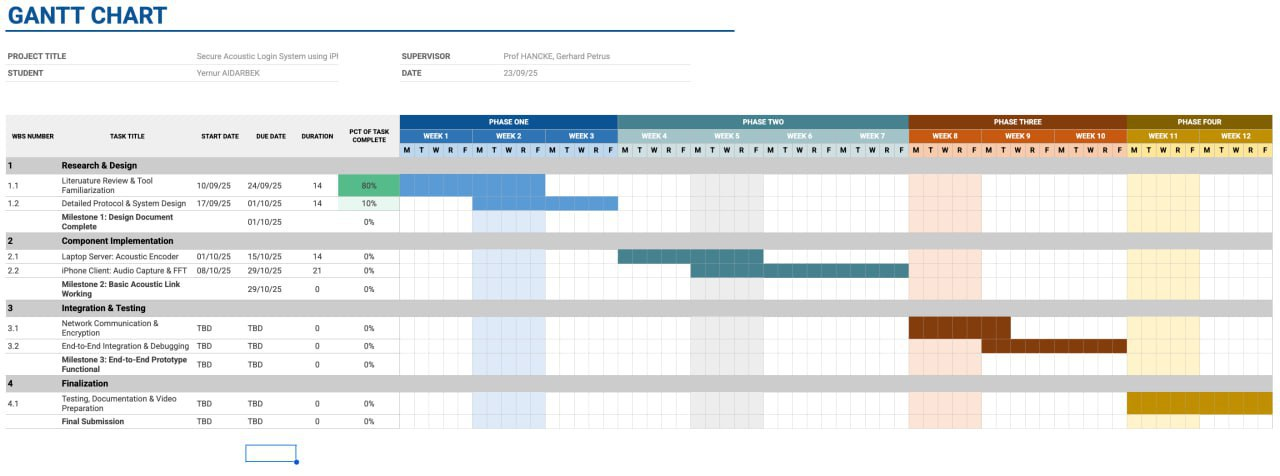 GANTT CHART
PROJECT TITLE Secure Acoustic Login System using iPl SUPERVISOR Prof HANCKE, Gerhard Petrus
STUDENT Yernur AIDARBEK DATE 23/09/25
PHASE ONE PHASE TWO PHASE THREE PHASE FOUR
WBS NUMBER TASK TITLE START DATE DUE DATE DURATION PCT OF TASK COMPLETE
WEEK 1 WEEK 2 WEEK 3 WEEK 4 WEEK 5 WEEK 6 WEEK 7 WEEK 8 WEEK 9 WEEK 10 WEEK 11 WEEK 12
M T W R F M T W R F M T W R F M T W R F M T W R F M T W R F M T W R F M T W R F M T W R F M T W R F M T W R F M T W R F
1 Research & Design
1.1 Literuature Review & Tool Familiarization 10/09/25 24/09/25 14 80%
1.2 Detailed Protocol & System Design 17/09/25 01/10/25 14 10%
Milestone 1: Design Document Complete 01/10/25 0%
2 Component Implementation
2.1 Laptop Server: Acoustic Encoder 01/10/25 15/10/25 14 0%
2.2 iPhone Client: Audio Capture & FFT 08/10/25 29/10/25 21 0%
Milestone 2: Basic Acoustic Link Working 29/10/25 0 0%
3 Integration & Testing
3.1 Network Communication & Encryption TBD TBD 0 0%
3.2 End-to-End Integration & Debugging TBD TBD 0 0%
Milestone 3: End-to-End Prototype Functional TBD TBD 0 0%
4 Finalization
4.1 Testing, Documentation & Video Preparation TBD TBD 0 0%
Final Submission TBD TBD 0 0%